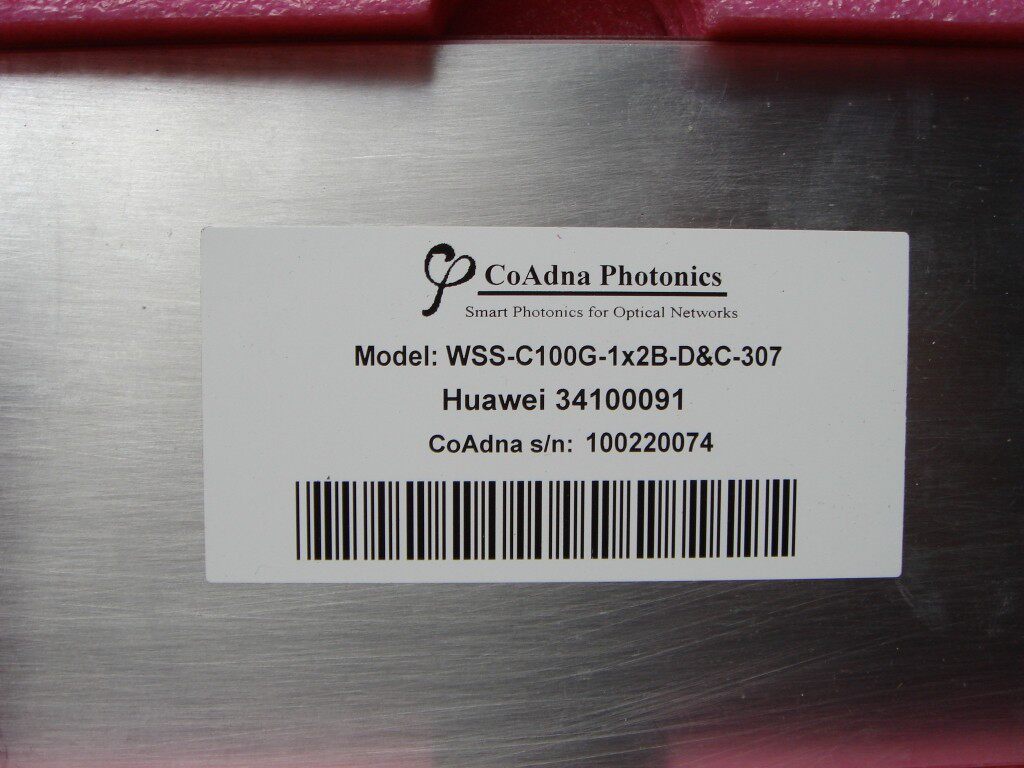 CoAdna Photonics
Smart Photonics for Optical Networks
Model: WSS-C100G-1x2B-D&C-307
Huawei 34100091
CoAdna s/n: 100220074